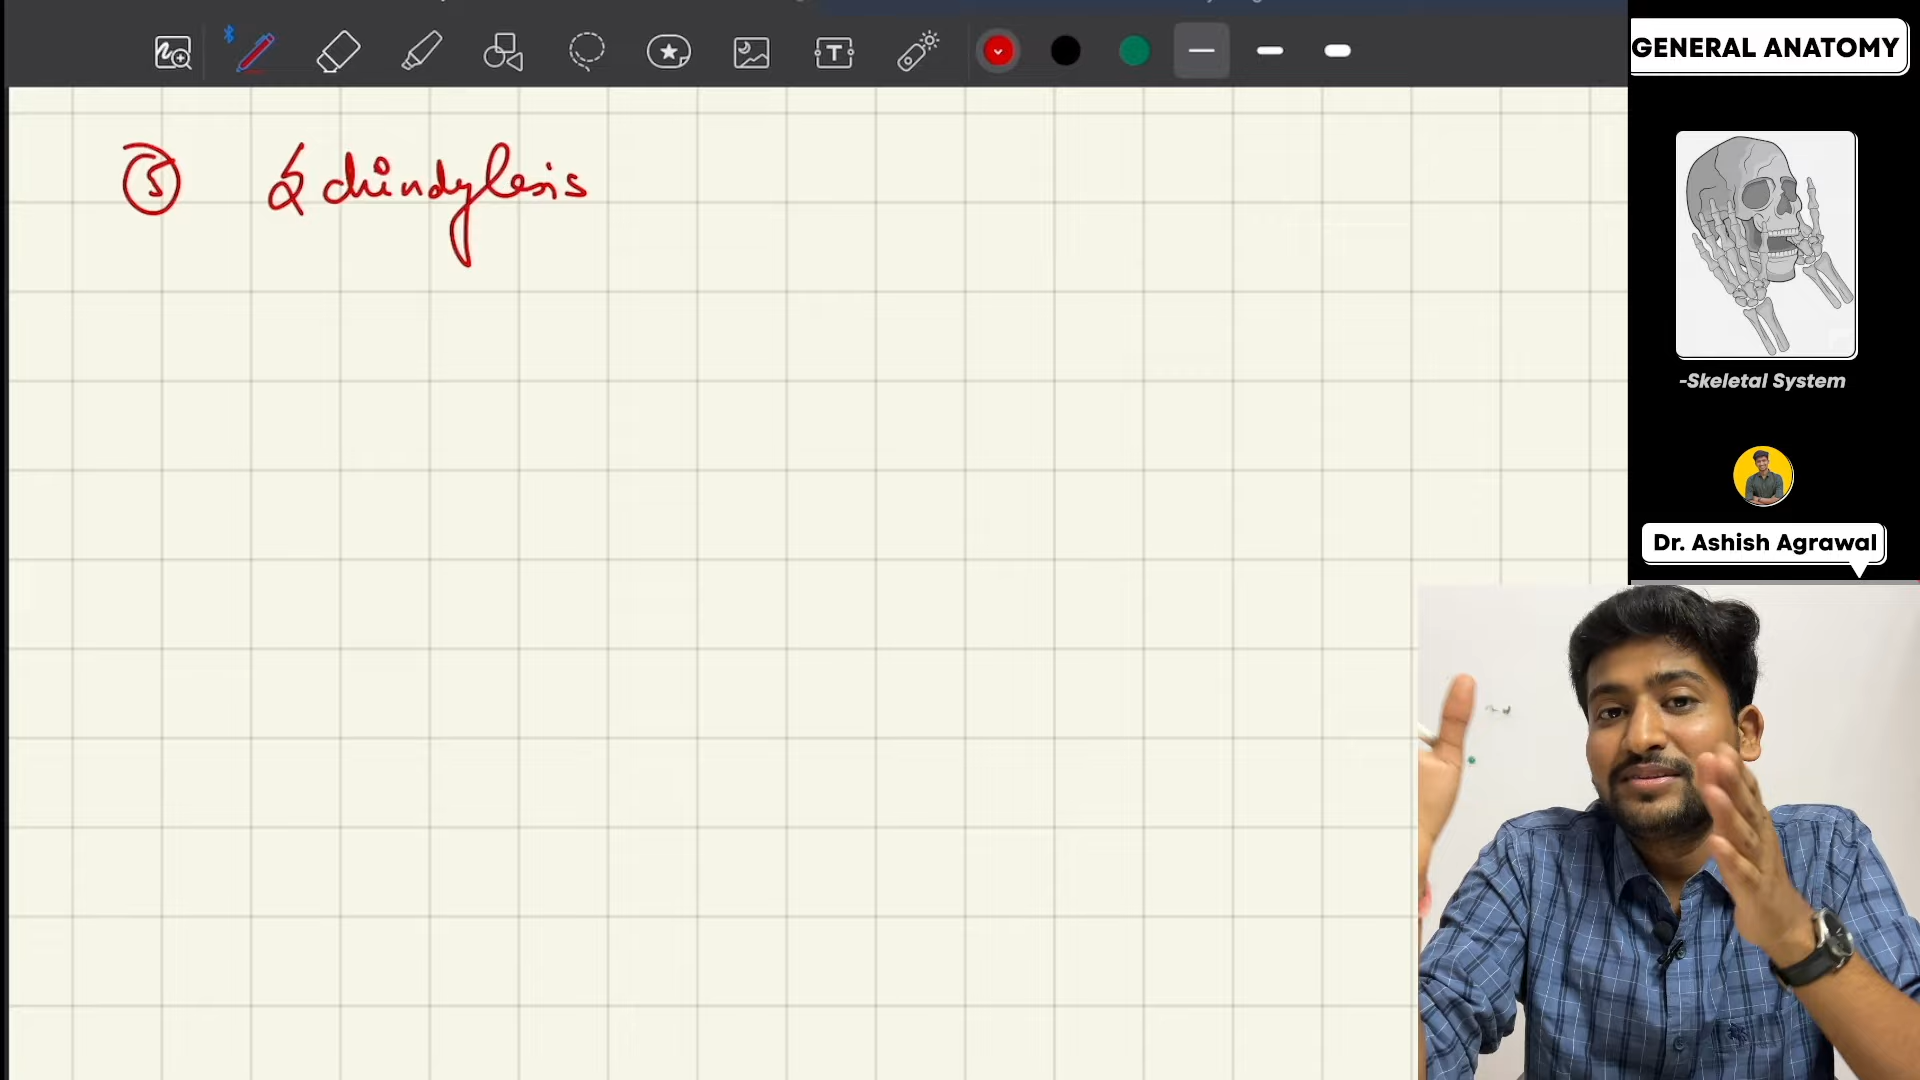 GENERAL ANATOMY
⑤ Schindylesis
-Skeletal System
Dr. Ashish Agrawal